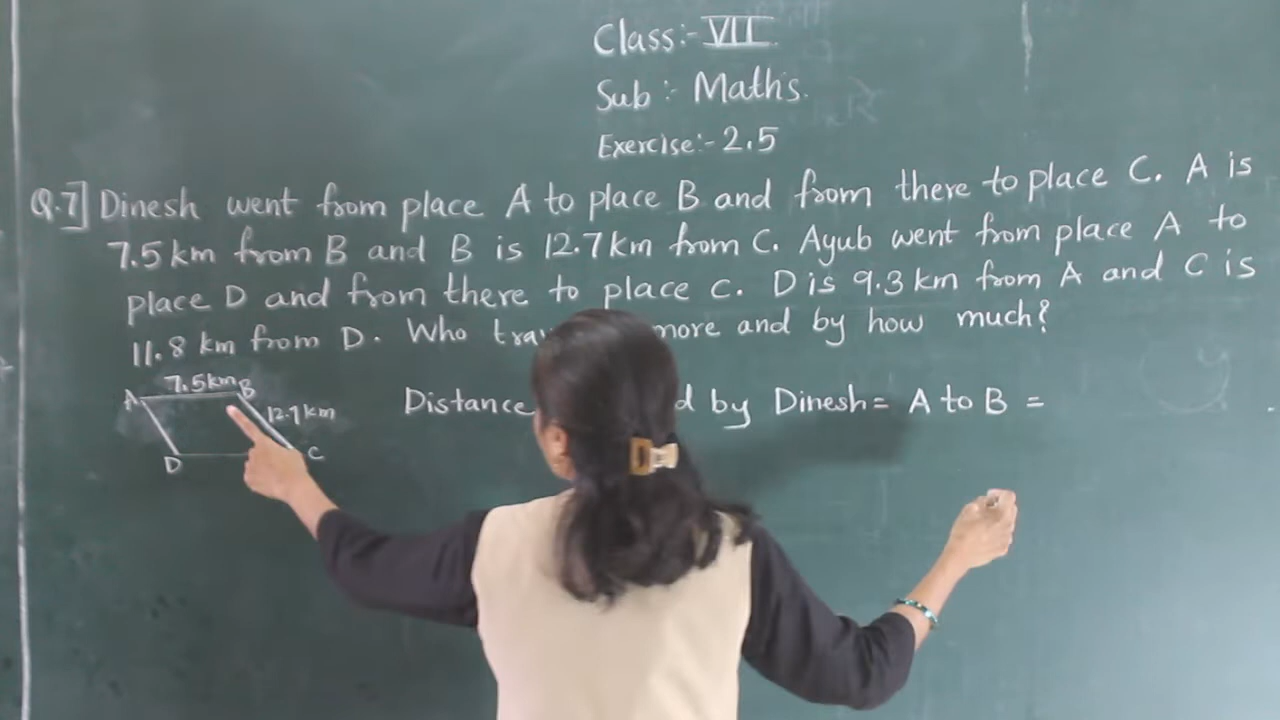 Class:- VII
Sub :- Maths.
Exercise:- 2.5
Q.7] Dinesh went from place A to place B and from there to place C. A is
7.5 km from B and B is 12.7 km from C. Ayub went from place A to
place D and from there to place C. D is 9.3 km from A and C is
11.8 km from D. Who more and by how much?
7.5km
A B
12.7 km
D C
Distance by Dinesh = A to B =